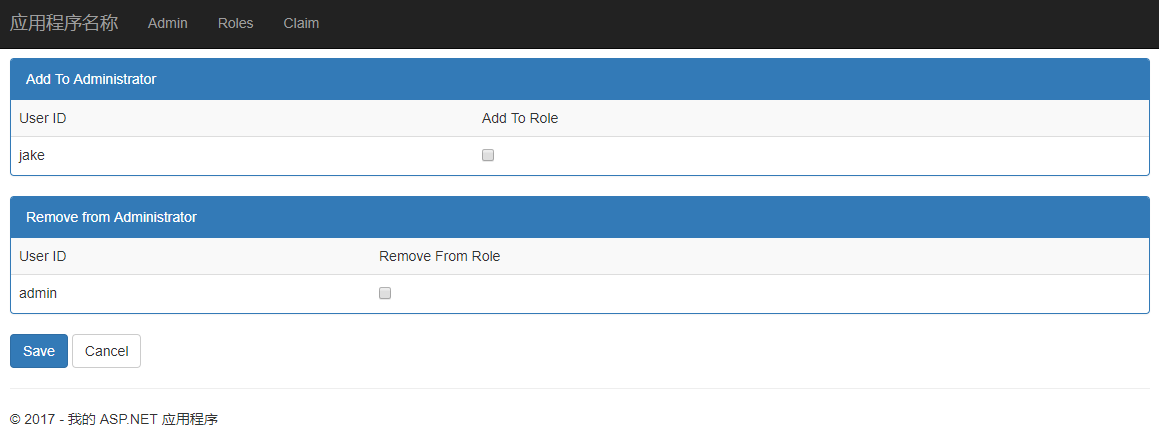 应用程序名称 Admin Roles Claim
Add To Administrator
User ID Add To Role
jake
Remove from Administrator
User ID Remove From Role
admin
Save Cancel
© 2017 - 我的 ASP.NET 应用程序